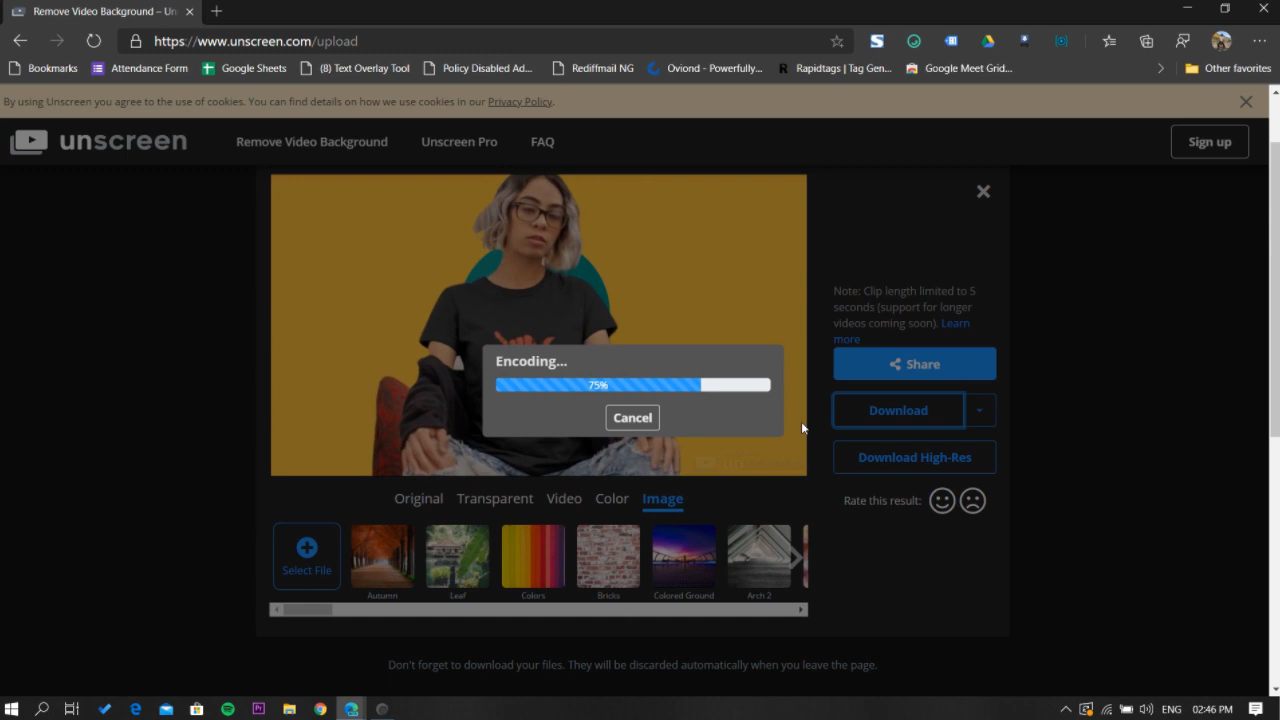 Remove Video Background – Un
https://www.unscreen.com/upload
Bookmarks
Attendance Form
Google Sheets
(8) Text Overlay Tool
Policy Disabled Ad...
Rediffmail NG
Oviond - Powerfully...
Rapidtags | Tag Gen...
Google Meet Grid...
Other favorites
By using Unscreen you agree to the use of cookies. You can find details on how we use cookies in our Privacy Policy.
unscreen
Remove Video Background
Unscreen Pro
FAQ
Sign up
Note: Clip length limited to 5
seconds (support for longer
videos coming soon). Learn
more
Share
Encoding...
75%
Cancel
Download
Download High-Res
Rate this result:
Original
Transparent
Video
Color
Image
Select File
Autumn
Leaf
Colors
Bricks
Colored Ground
Arch 2
Don't forget to download your files. They will be discarded automatically when you leave the page.
ENG
02:46 PM